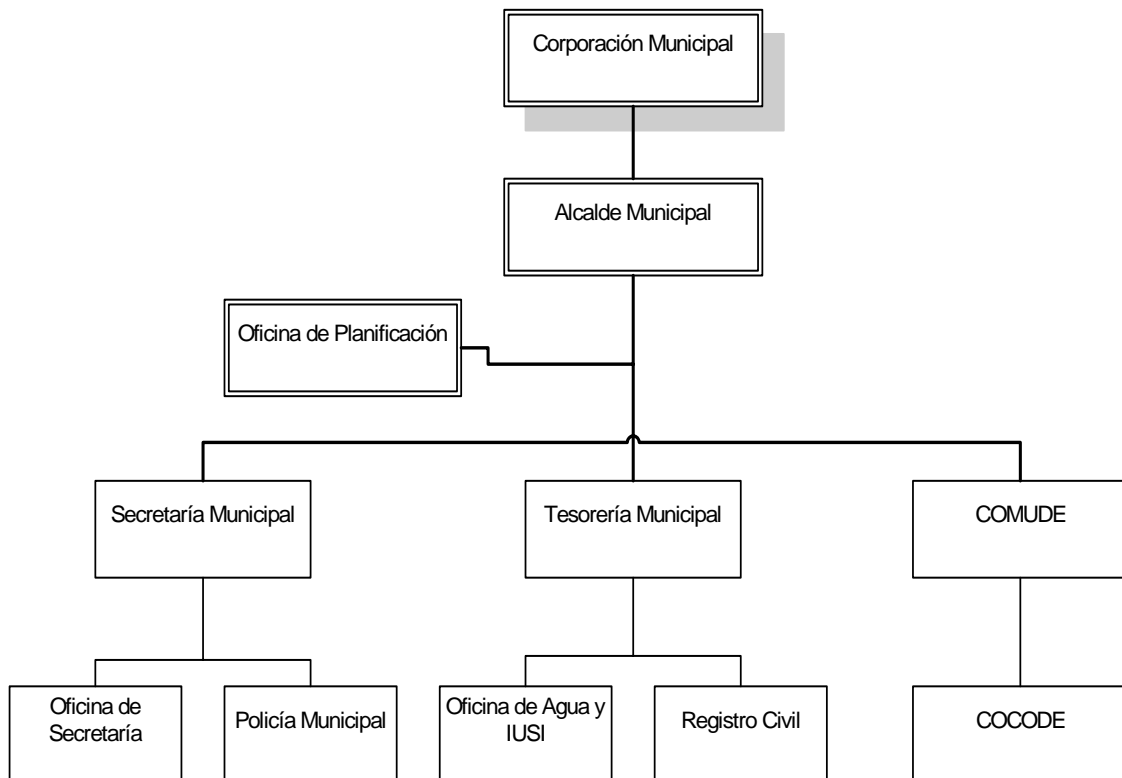 Corporación Municipal
Alcalde Municipal
Oficina de Planificación
Secretaría Municipal
Tesorería Municipal
COMUDE
Oficina de
Secretaría
Policía Municipal
Oficina de Agua y
IUSI
Registro Civil
COCODE